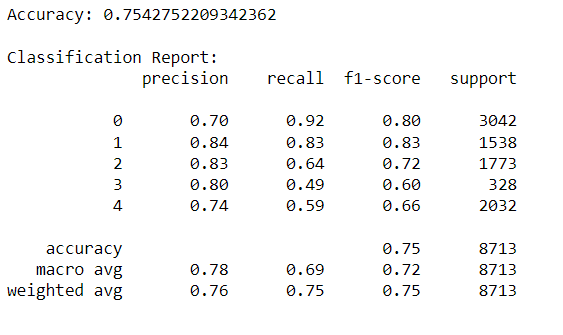 Accuracy: 0.7542752209342362
Classification Report:
precision recall f1-score support
0 0.70 0.92 0.80 3042
1 0.84 0.83 0.83 1538
2 0.83 0.64 0.72 1773
3 0.80 0.49 0.60 328
4 0.74 0.59 0.66 2032
accuracy 0.75 8713
macro avg 0.78 0.69 0.72 8713
weighted avg 0.76 0.75 0.75 8713